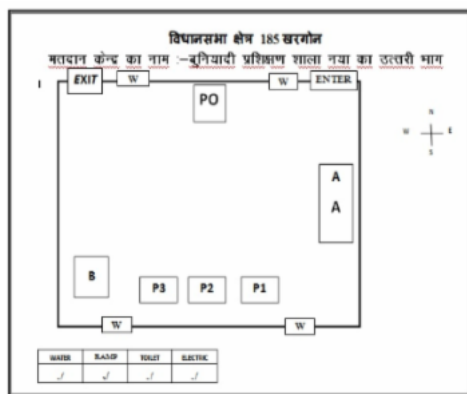 विधानसभा क्षेत्र 185 खरगोन
मतदान केन्द्र का नाम :–बुनियादी प्रशिक्षण शाला नया का उत्तरी भाग
EXIT W W ENTER
PO
N
W E
S
A
A
B
P3 P2 P1
W W
WATER RAMP TOILET ELECTRIC
✓ ✓ ✓ ✓